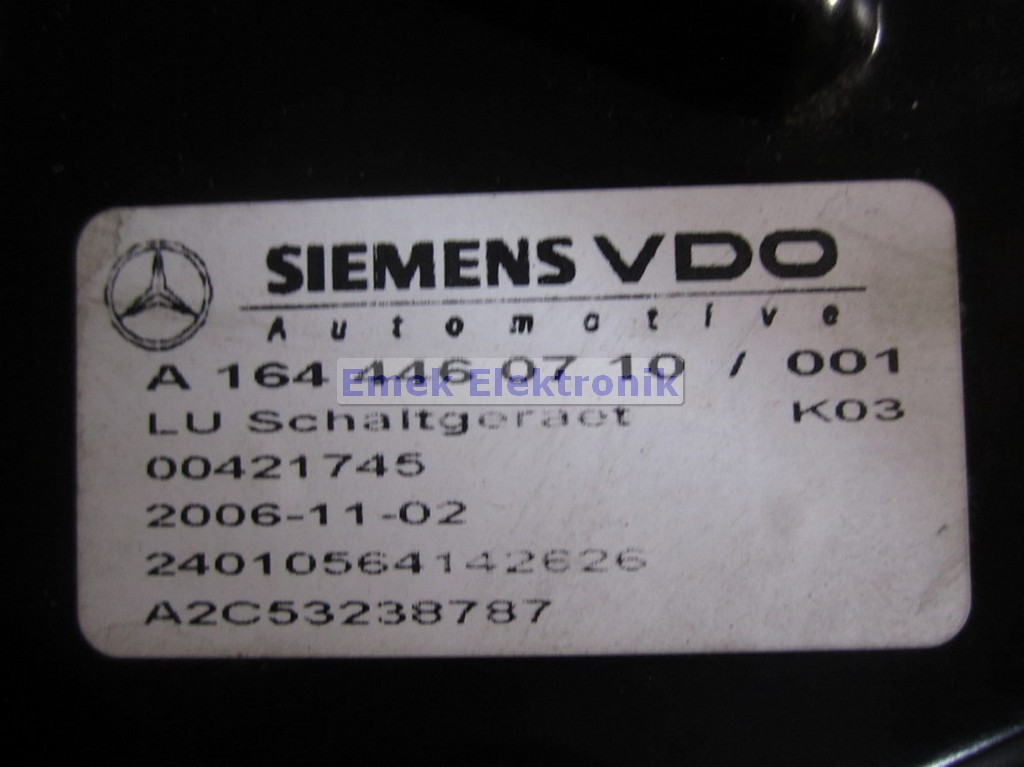 SIEMENS VDO
Automotive
A 164 446 07 10 / 001
Emek Elektronik
LU Schaltgeraet K03
00421745
2006-11-02
24010564142626
A2C53238787